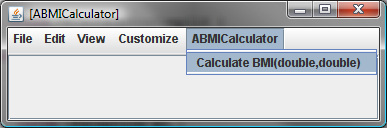 [ABMICalculator]
File Edit View Customize ABMICalculator
Calculate BMI(double,double)